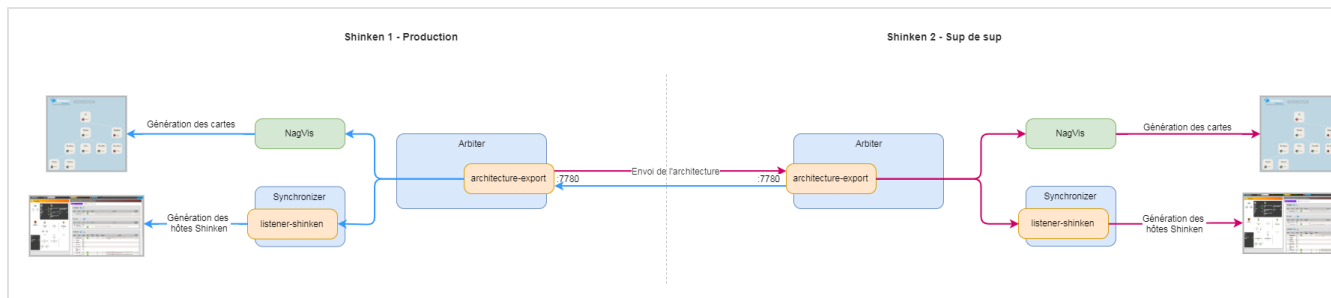 Shinken 1 - Production
Shinken 2 - Sup de sup
Génération des cartes
NagVis
Arbiter
architecture-export
:7780
Envoi de l'architecture
:7780
Arbiter
architecture-export
NagVis
Génération des cartes
Synchronizer
listener-shinken
Génération des
hôtes Shinken
Synchronizer
listener-shinken
Génération des
hôtes Shinken